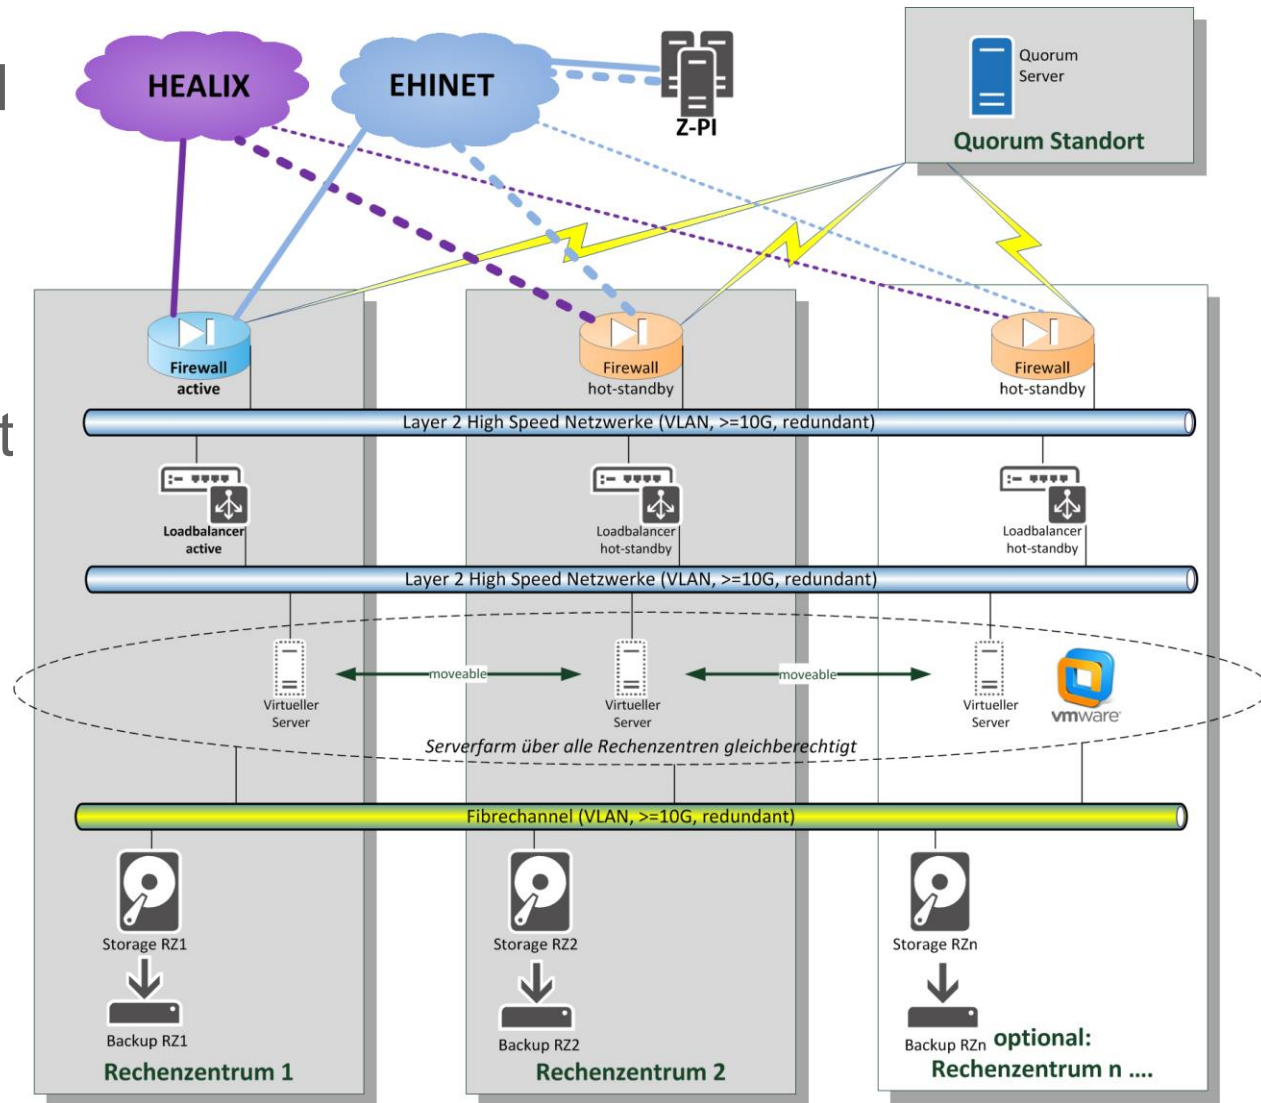 HEALIX
EHINET
Z-PI
Quorum
Server
Quorum Standort
Firewall
active
Firewall
hot-standby
Firewall
hot-standby
Layer 2 High Speed Netzwerke (VLAN, >=10G, redundant)
t
Loadbalancer
active
Loadbalancer
hot-standby
Loadbalancer
hot-standby
Layer 2 High Speed Netzwerke (VLAN, >=10G, redundant)
Virtueller
Server
moveable
Virtueller
Server
moveable
Virtueller
Server
vmware
Serverfarm über alle Rechenzentren gleichberechtigt
Fibrechannel (VLAN, >=10G, redundant)
Storage RZ1
Storage RZ2
Storage RZn
Backup RZ1
Backup RZ2
Backup RZn
optional:
Rechenzentrum 1
Rechenzentrum 2
Rechenzentrum n ....